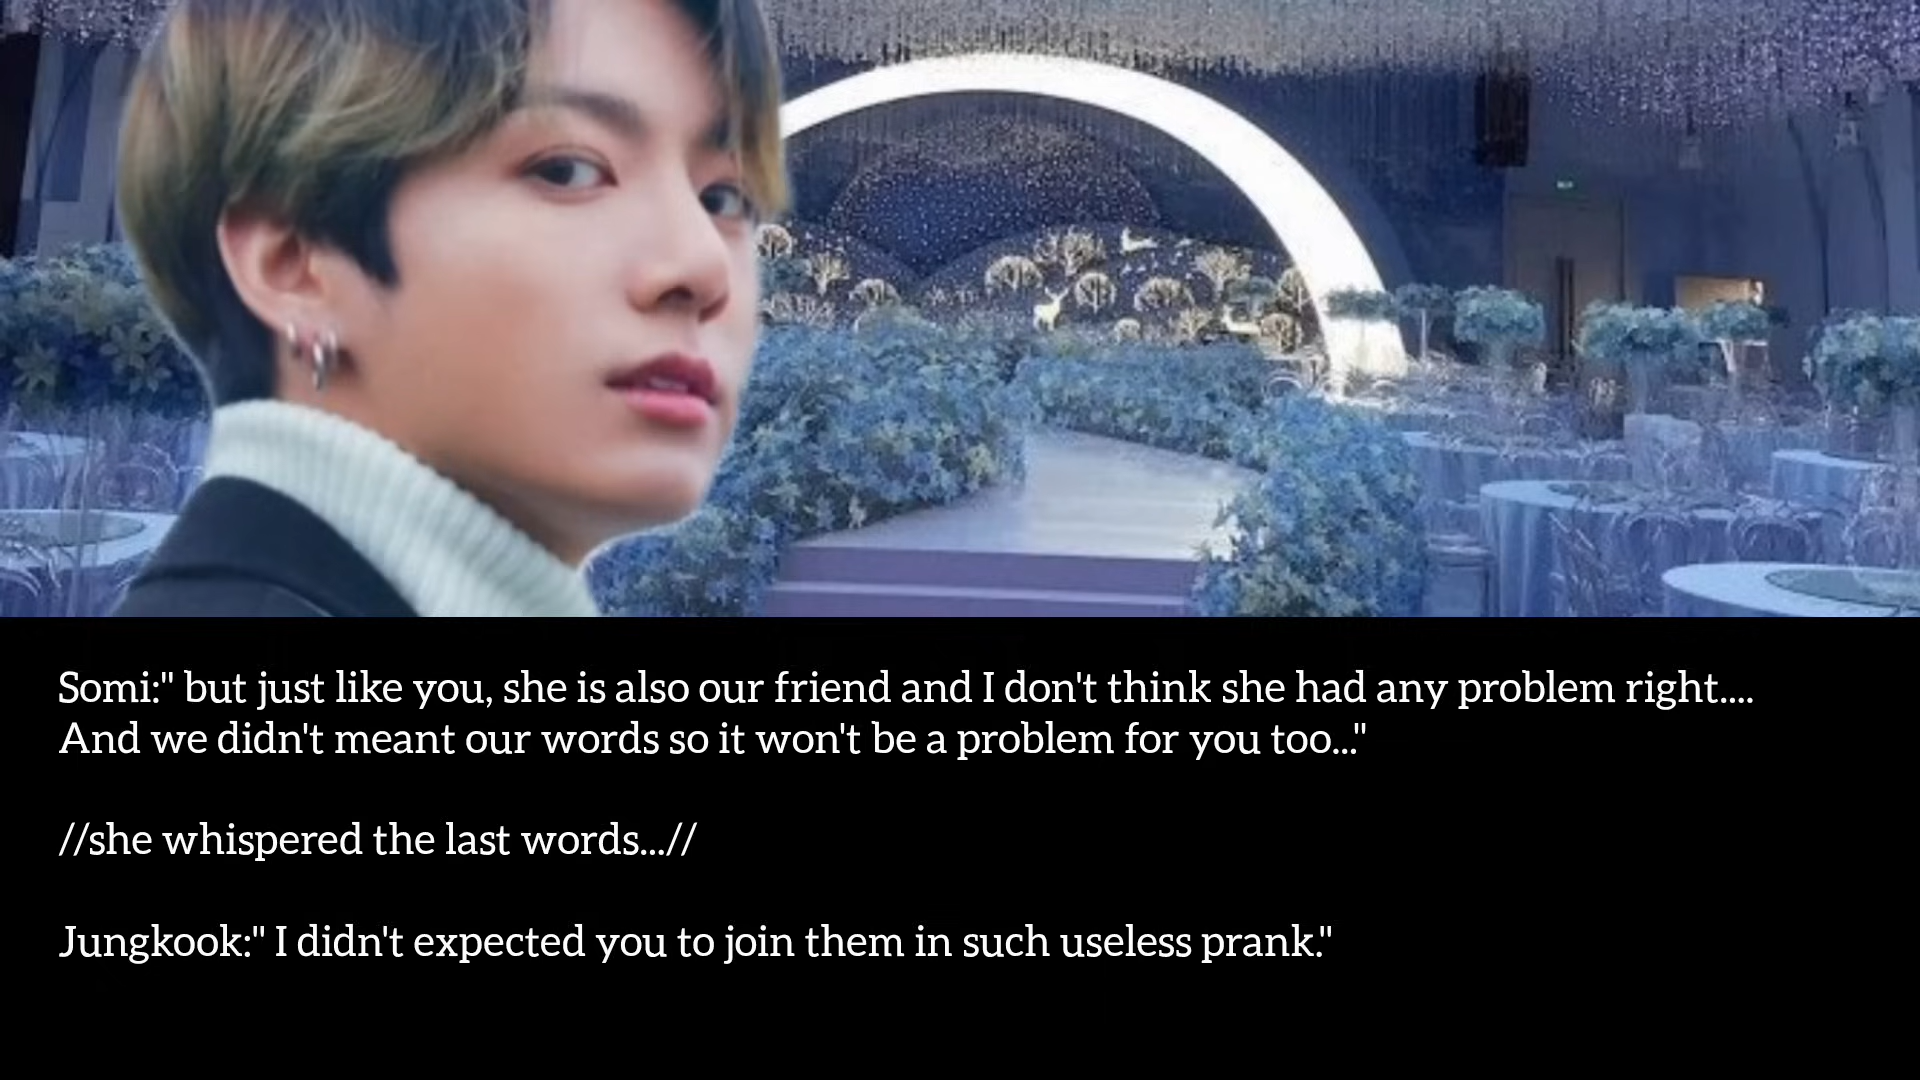 Somi:" but just like you, she is also our friend and I don't think she had any problem right....
And we didn't meant our words so it won't be a problem for you too..."
//she whispered the last words...//
Jungkook:" I didn't expected you to join them in such useless prank."